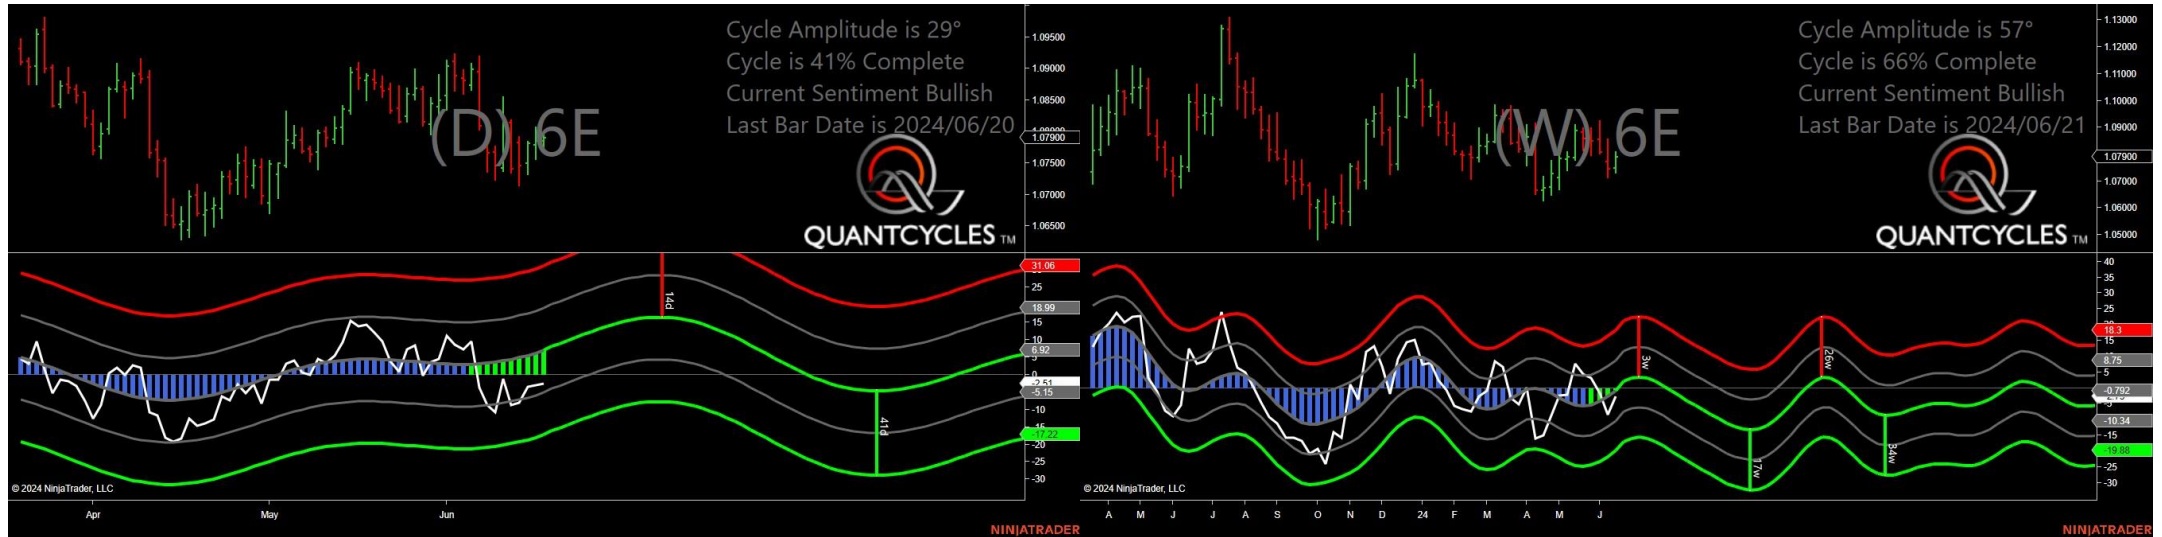 Cycle Amplitude is 29°
Cycle is 41% Complete
Current Sentiment Bullish
Last Bar Date is 2024/06/20
(D) 6E
QUANTCYCLES TM
1.09500
1.09000
1.08500
1.07900
1.07500
1.07000
1.06500
31.06
25
18.99
15
10
6.92
0
-2.51
-5.15
-10
-17.22
-20
-25
-30
14d
41d
© 2024 NinjaTrader, LLC
Apr May Jun
NINJATRADER
Cycle Amplitude is 57°
Cycle is 66% Complete
Current Sentiment Bullish
Last Bar Date is 2024/06/21
(W) 6E
QUANTCYCLES TM
1.13000
1.12000
1.11000
1.10000
1.09000
1.07900
1.07000
1.06000
1.05000
40
35
30
25
18.3
15
8.75
5
-0.792
-10.34
-15
-19.88
-25
-30
3w
26w
17w
34w
© 2024 NinjaTrader, LLC
A M J J A S O N D 24 F M A M J
NINJATRADER